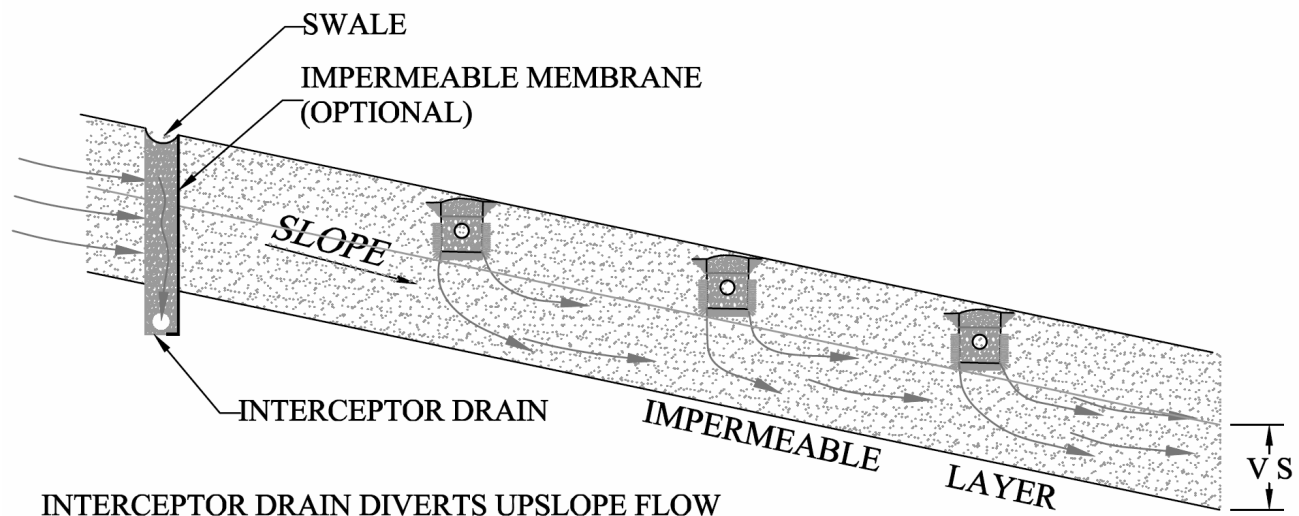 SWALE
IMPERMEABLE MEMBRANE
(OPTIONAL)
SLOPE
INTERCEPTOR DRAIN
IMPERMEABLE
LAYER
V S
INTERCEPTOR DRAIN DIVERTS UPSLOPE FLOW